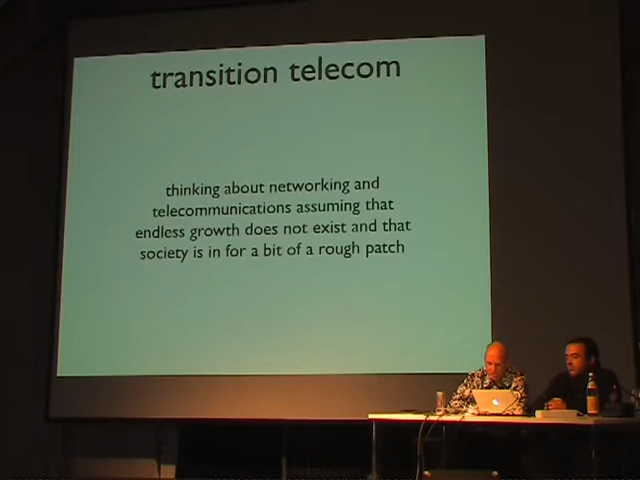 transition telecom
thinking about networking and
telecommunications assuming that
endless growth does not exist and that
society is in for a bit of a rough patch